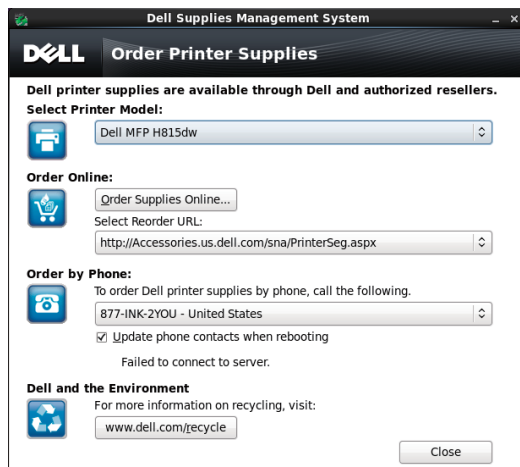 Dell Supplies Management System
DELL Order Printer Supplies
Dell printer supplies are available through Dell and authorized resellers.
Select Printer Model:
Dell MFP H815dw
Order Online:
Order Supplies Online...
Select Reorder URL:
http://Accessories.us.dell.com/sna/PrinterSeg.aspx
Order by Phone:
To order Dell printer supplies by phone, call the following.
877-INK-2YOU - United States
Update phone contacts when rebooting
Failed to connect to server.
Dell and the Environment
For more information on recycling, visit:
www.dell.com/recycle
Close